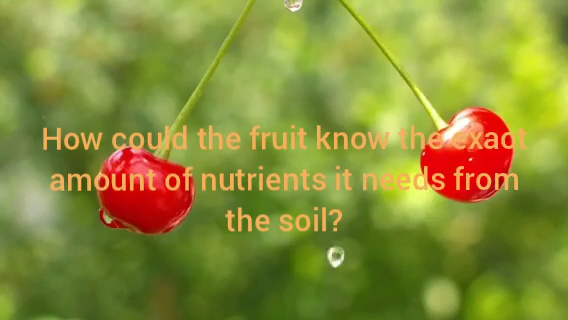 How could the fruit know the exact
amount of nutrients it needs from
the soil?